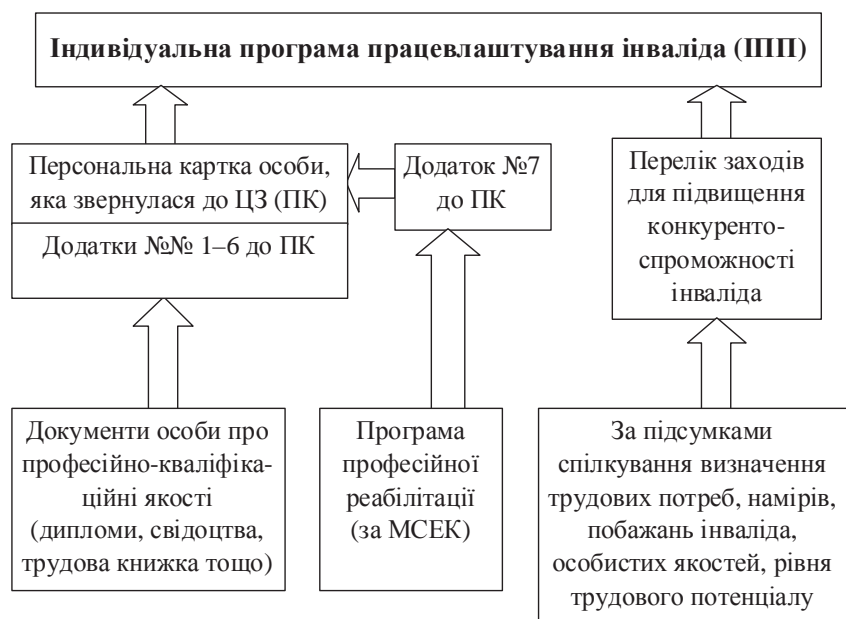 Індивідуальна програма працевлаштування інваліда (ІПП)
Персональна картка особи,
яка звернулася до ЦЗ (ПК)
Додатки №№ 1–6 до ПК
Додаток №7
до ПК
Перелік заходів
для підвищення
конкуренто-
спроможності
інваліда
Документи особи про
професійно-кваліфіка-
ційні якості
(дипломи, свідоцтва,
трудова книжка тощо)
Програма
професійної
реабілітації
(за МСЕК)
За підсумками
спілкування визначення
трудових потреб, намірів,
побажань інваліда,
особистих якостей, рівня
трудового потенціалу